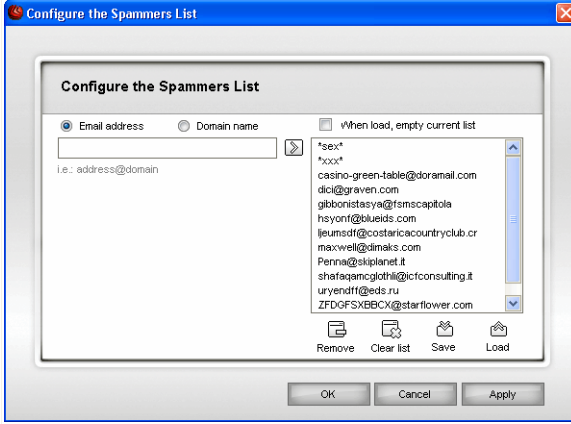 Configure the Spammers List
Configure the Spammers List
Email address
Domain name
When load, empty current list
i.e.: address@domain
*sex*
*xxx*
casino-green-table@doramail.com
dici@graven.com
gibbonistasya@fsmscapitola
hsyonf@blueids.com
ljeumsdf@costaricacountryclub.cr
maxwell@dimaks.com
Penna@skiplanet.it
shafaqamcglothli@icfconsulting.it
uryendff@eds.ru
ZFDGFSXBBCX@starflower.com
Remove Clear list Save Load
OK Cancel Apply